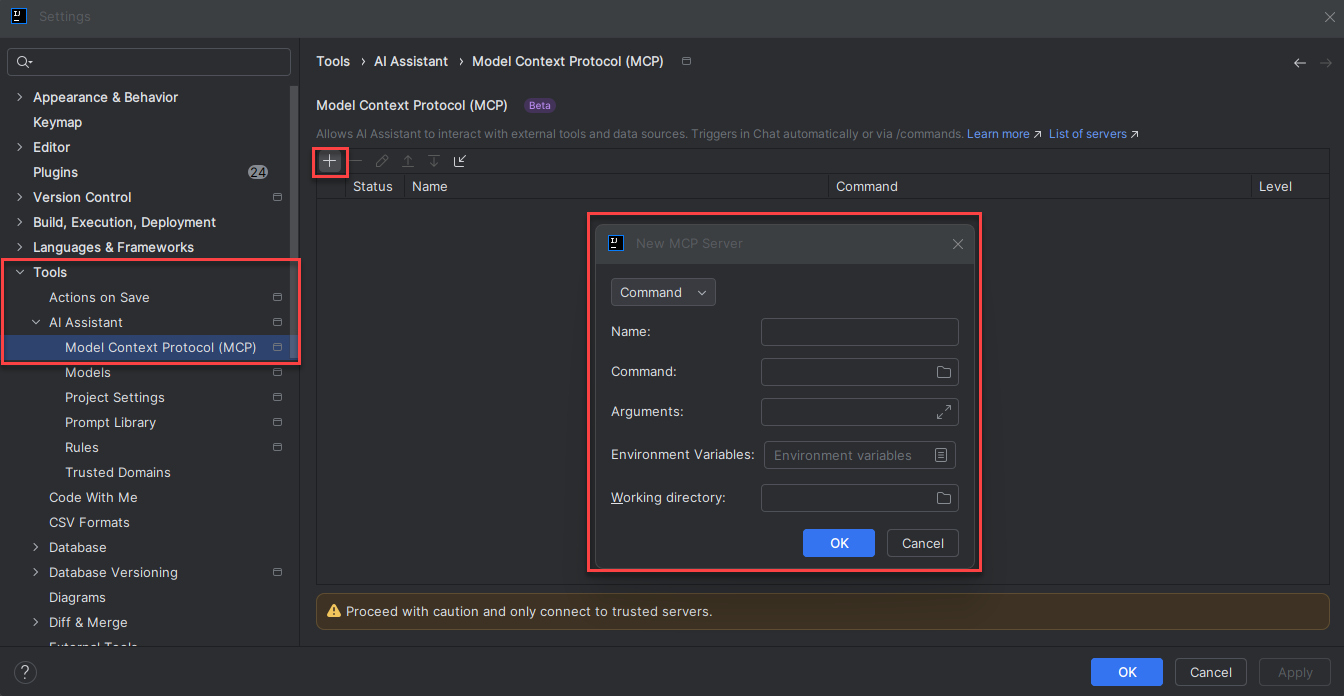 Settings
Tools › AI Assistant › Model Context Protocol (MCP)
Appearance & Behavior
Keymap
Editor
Plugins 24
Version Control
Build, Execution, Deployment
Languages & Frameworks
Tools
Actions on Save
AI Assistant
Model Context Protocol (MCP)
Models
Project Settings
Prompt Library
Rules
Trusted Domains
Code With Me
CSV Formats
Database
Database Versioning
Diagrams
Diff & Merge
External Tools
Model Context Protocol (MCP) Beta
Allows AI Assistant to interact with external tools and data sources. Triggers in Chat automatically or via /commands. Learn more ↗ List of servers ↗
Status Name Command Level
New MCP Server
Command
Name:
Command:
Arguments:
Environment Variables: Environment variables
Working directory:
OK Cancel
Proceed with caution and only connect to trusted servers.
? OK Cancel Apply